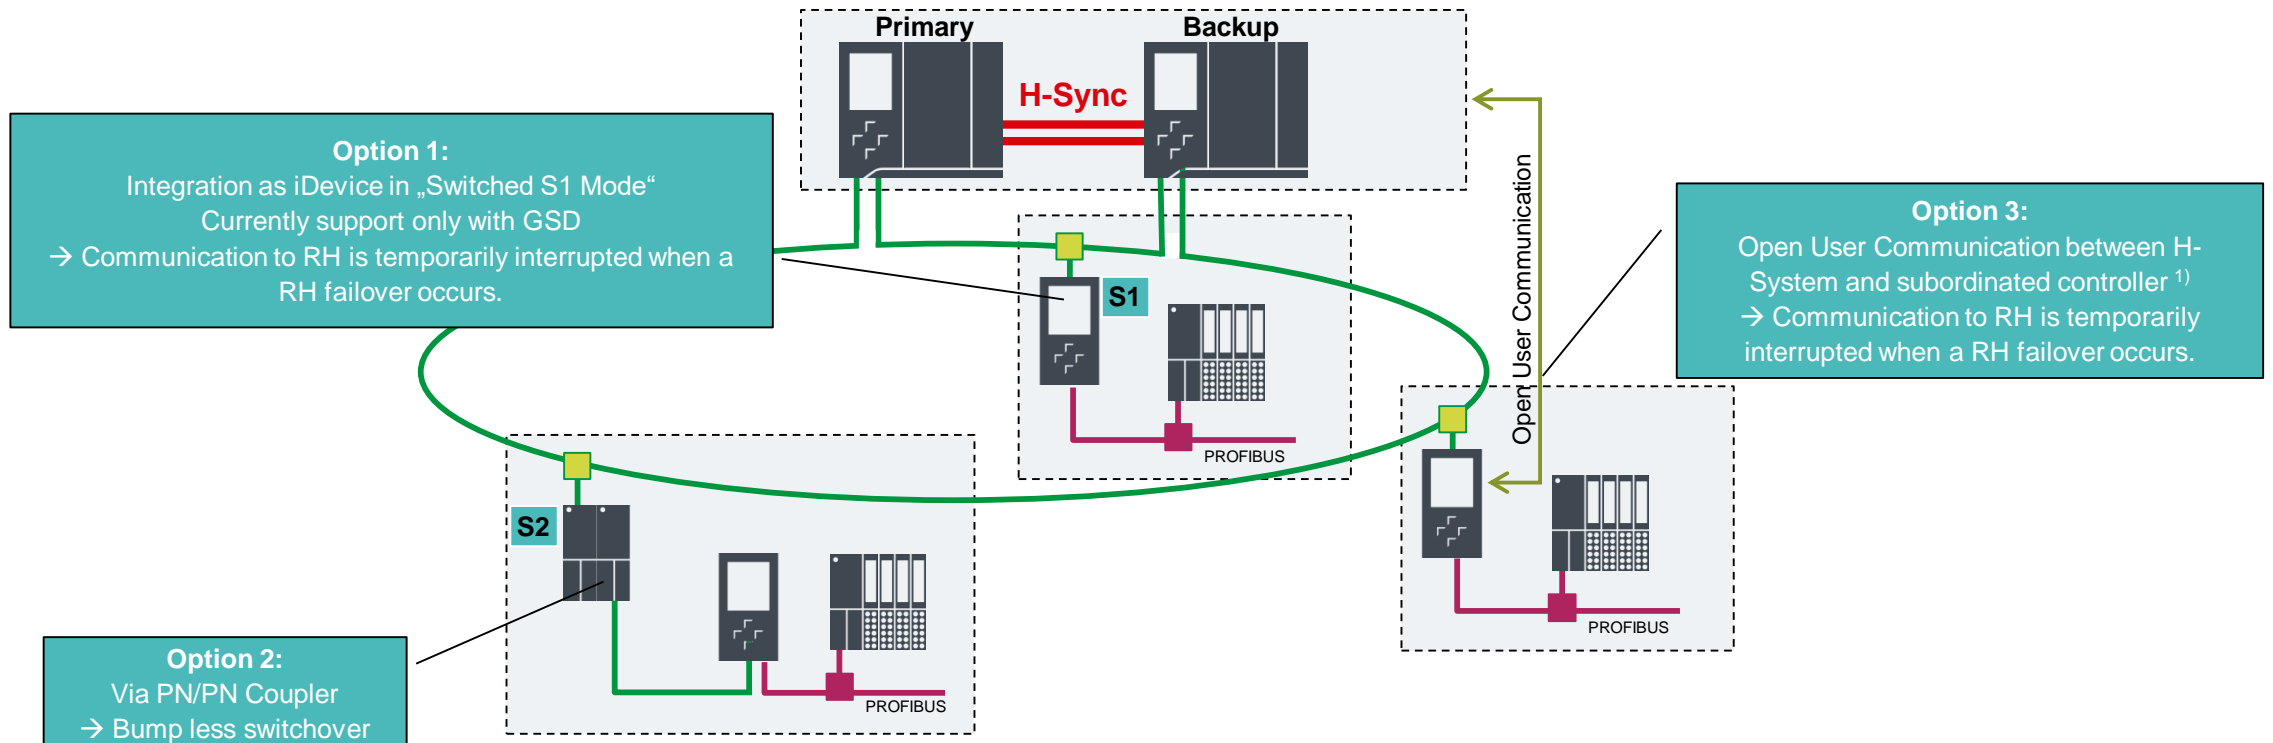 Primary
Backup
H-Sync
Option 1:
Integration as iDevice in „Switched S1 Mode“
Currently support only with GSD
→ Communication to RH is temporarily interrupted when a
RH failover occurs.
S1
PROFIBUS
Open User Communication
Option 3:
Open User Communication between H-
System and subordinated controller 1)
→ Communication to RH is temporarily
interrupted when a RH failover occurs.
PROFIBUS
S2
PROFIBUS
Option 2:
Via PN/PN Coupler
→ Bump less switchover